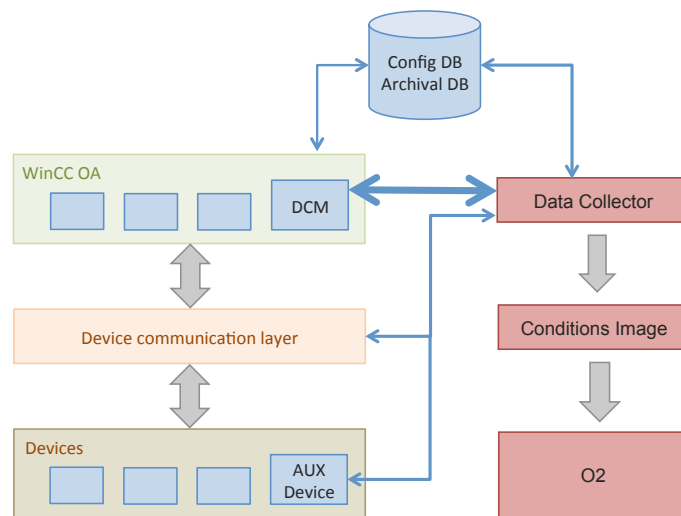 Config DB
Archival DB
WinCC OA
DCM
Data Collector
Device communication layer
Conditions Image
Devices
AUX
Device
O2